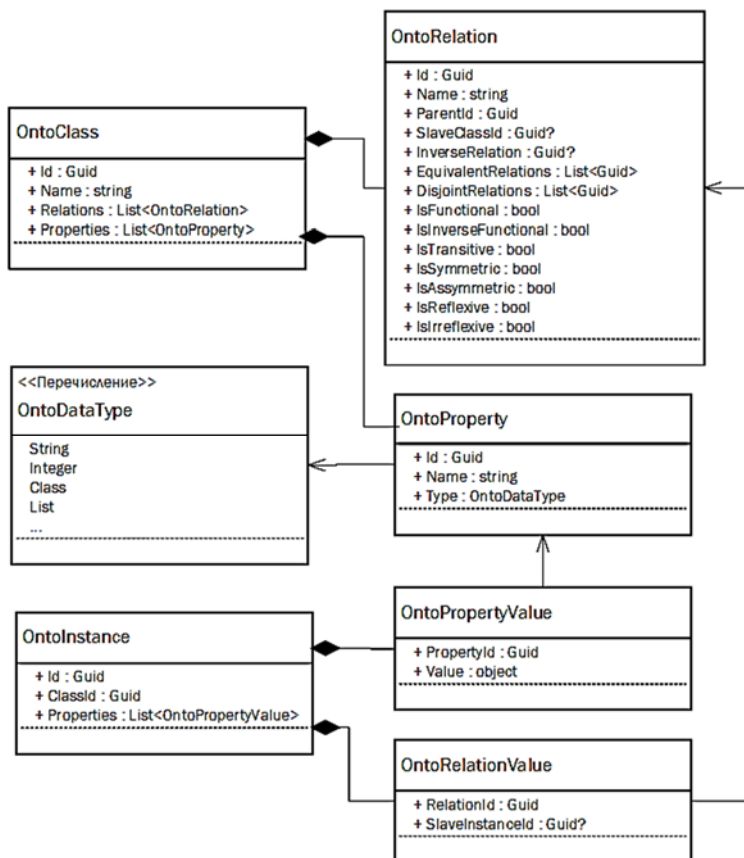 OntoRelation
+ Id : Guid
+ Name : string
+ ParentId : Guid
+ SlaveClassId : Guid?
+ InverseRelation : Guid?
+ EquivalentRelations : List<Guid>
+ DisjointRelations : List<Guid>
+ IsFunctional : bool
+ IsInverseFunctional : bool
+ IsTransitive : bool
+ IsSymmetric : bool
+ IsAssymmetric : bool
+ IsReflexive : bool
+ IsIrreflexive : bool
OntoClass
+ Id : Guid
+ Name : string
+ Relations : List<OntoRelation>
+ Properties : List<OntoProperty>
<<Перечисление>>
OntoDataType
String
Integer
Class
List
...
OntoProperty
+ Id : Guid
+ Name : string
+ Type : OntoDataType
OntoPropertyValue
+ PropertyId : Guid
+ Value : object
OntoInstance
+ Id : Guid
+ ClassId : Guid
+ Properties : List<OntoPropertyValue>
OntoRelationValue
+ RelationId : Guid
+ SlaveInstanceId : Guid?